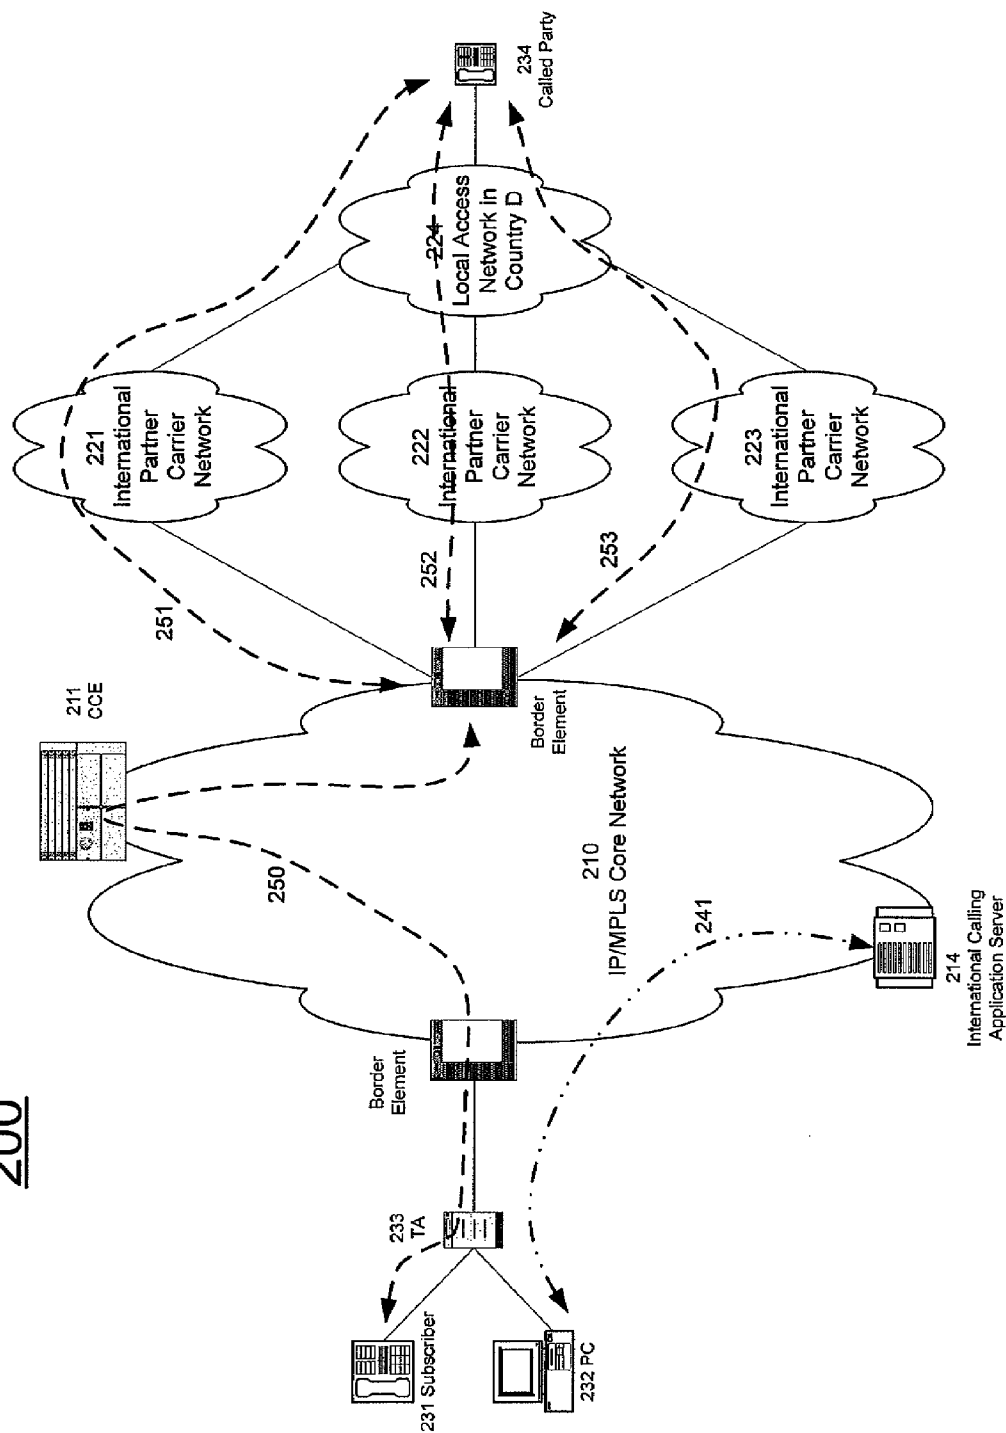 200
231 Subscriber
232 PC
233
TA
Border
Element
250
211
CCE
210
IP/MPLS Core Network
241
214
International Calling
Application Server
Border
Element
251
252
253
221
International
Partner
Carrier
Network
222
International
Partner
Carrier
Network
223
International
Partner
Carrier
Network
224
Local Access
Network in
Country D
234
Called Party